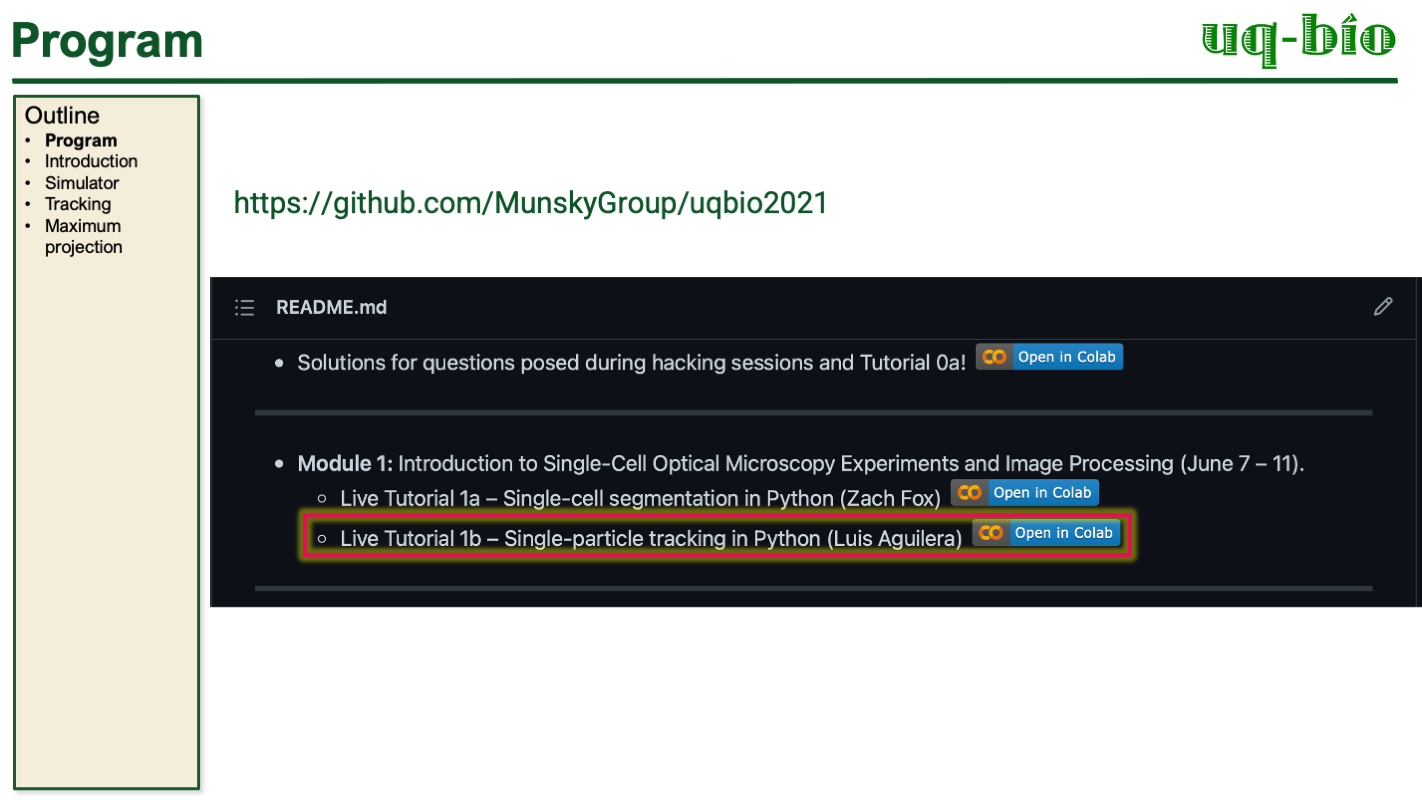 Program
uq-bio
Outline
• Program
• Introduction
• Simulator
• Tracking
• Maximum
projection
https://github.com/MunskyGroup/uqbio2021
README.md
• Solutions for questions posed during hacking sessions and Tutorial 0a! Open in Colab
• Module 1: Introduction to Single-Cell Optical Microscopy Experiments and Image Processing (June 7 – 11).
○ Live Tutorial 1a – Single-cell segmentation in Python (Zach Fox) Open in Colab
○ Live Tutorial 1b – Single-particle tracking in Python (Luis Aguilera) Open in Colab